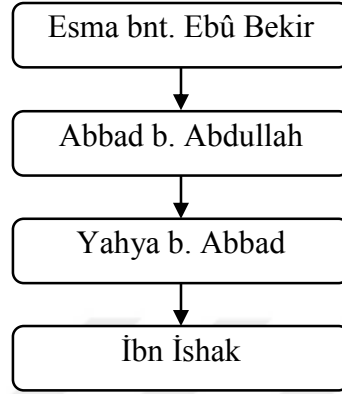 Esma bnt. Ebû Bekir
Abbad b. Abdullah
Yahya b. Abbad
İbn İshak